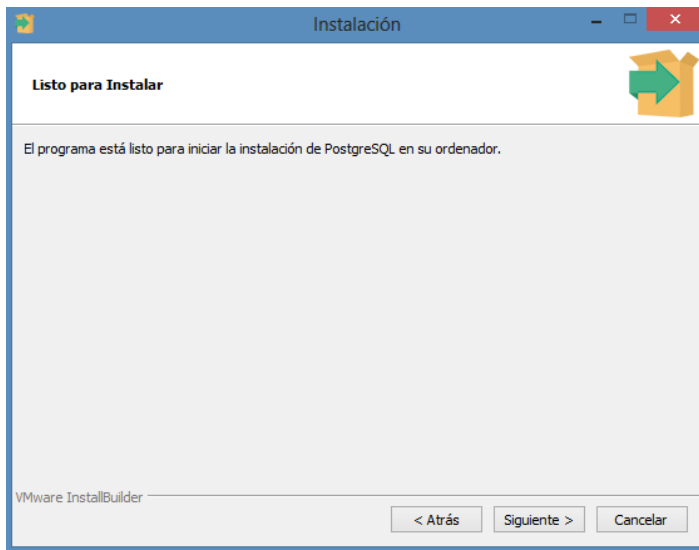 Instalación
Listo para Instalar
El programa está listo para iniciar la instalación de PostgreSQL en su ordenador.
VMware InstallBuilder
< Atrás
Siguiente >
Cancelar